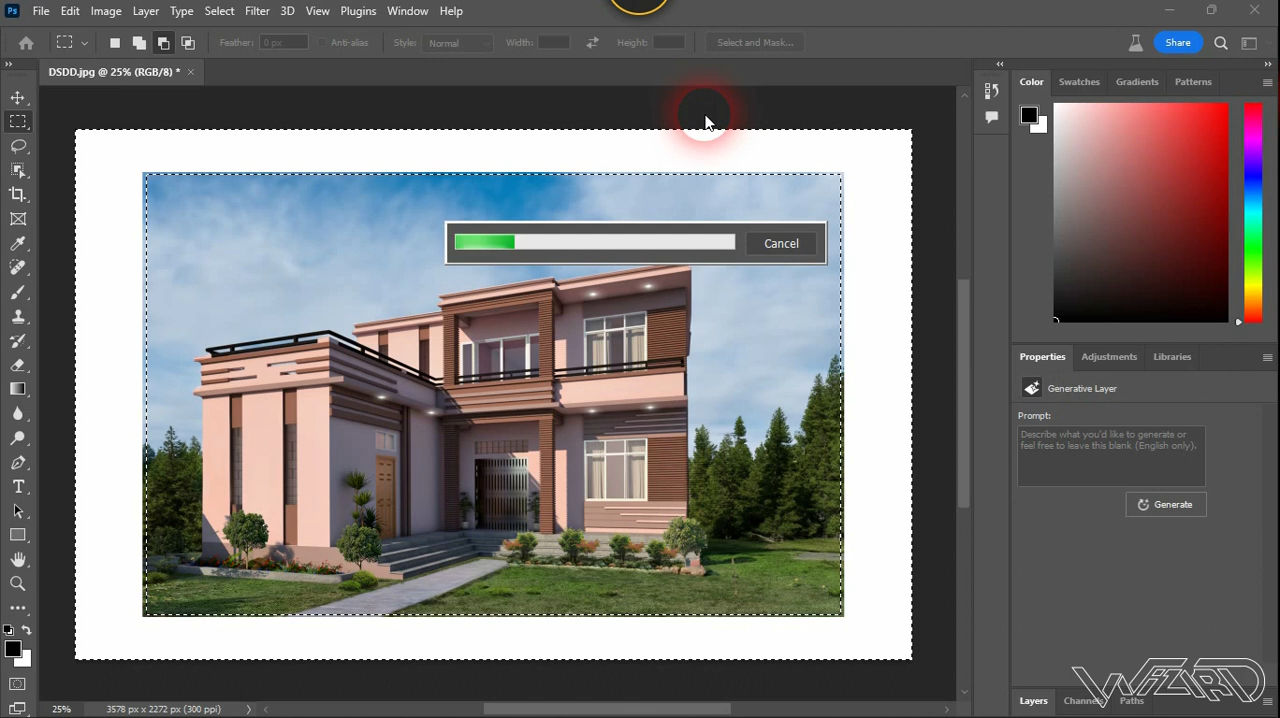 Ps File Edit Image Layer Type Select Filter 3D View Plugins Window Help
Feather: 0 px Anti-alias Style: Normal Width: Height: Select and Mask... Share
DSDD.jpg @ 25% (RGB/8) *
Color Swatches Gradients Patterns
Cancel
Properties Adjustments Libraries
Generative Layer
Prompt:
Describe what you'd like to generate or
feel free to leave this blank (English only).
Generate
WIZARD
25% 3578 px x 2272 px (300 ppi)
Layers Channels Paths